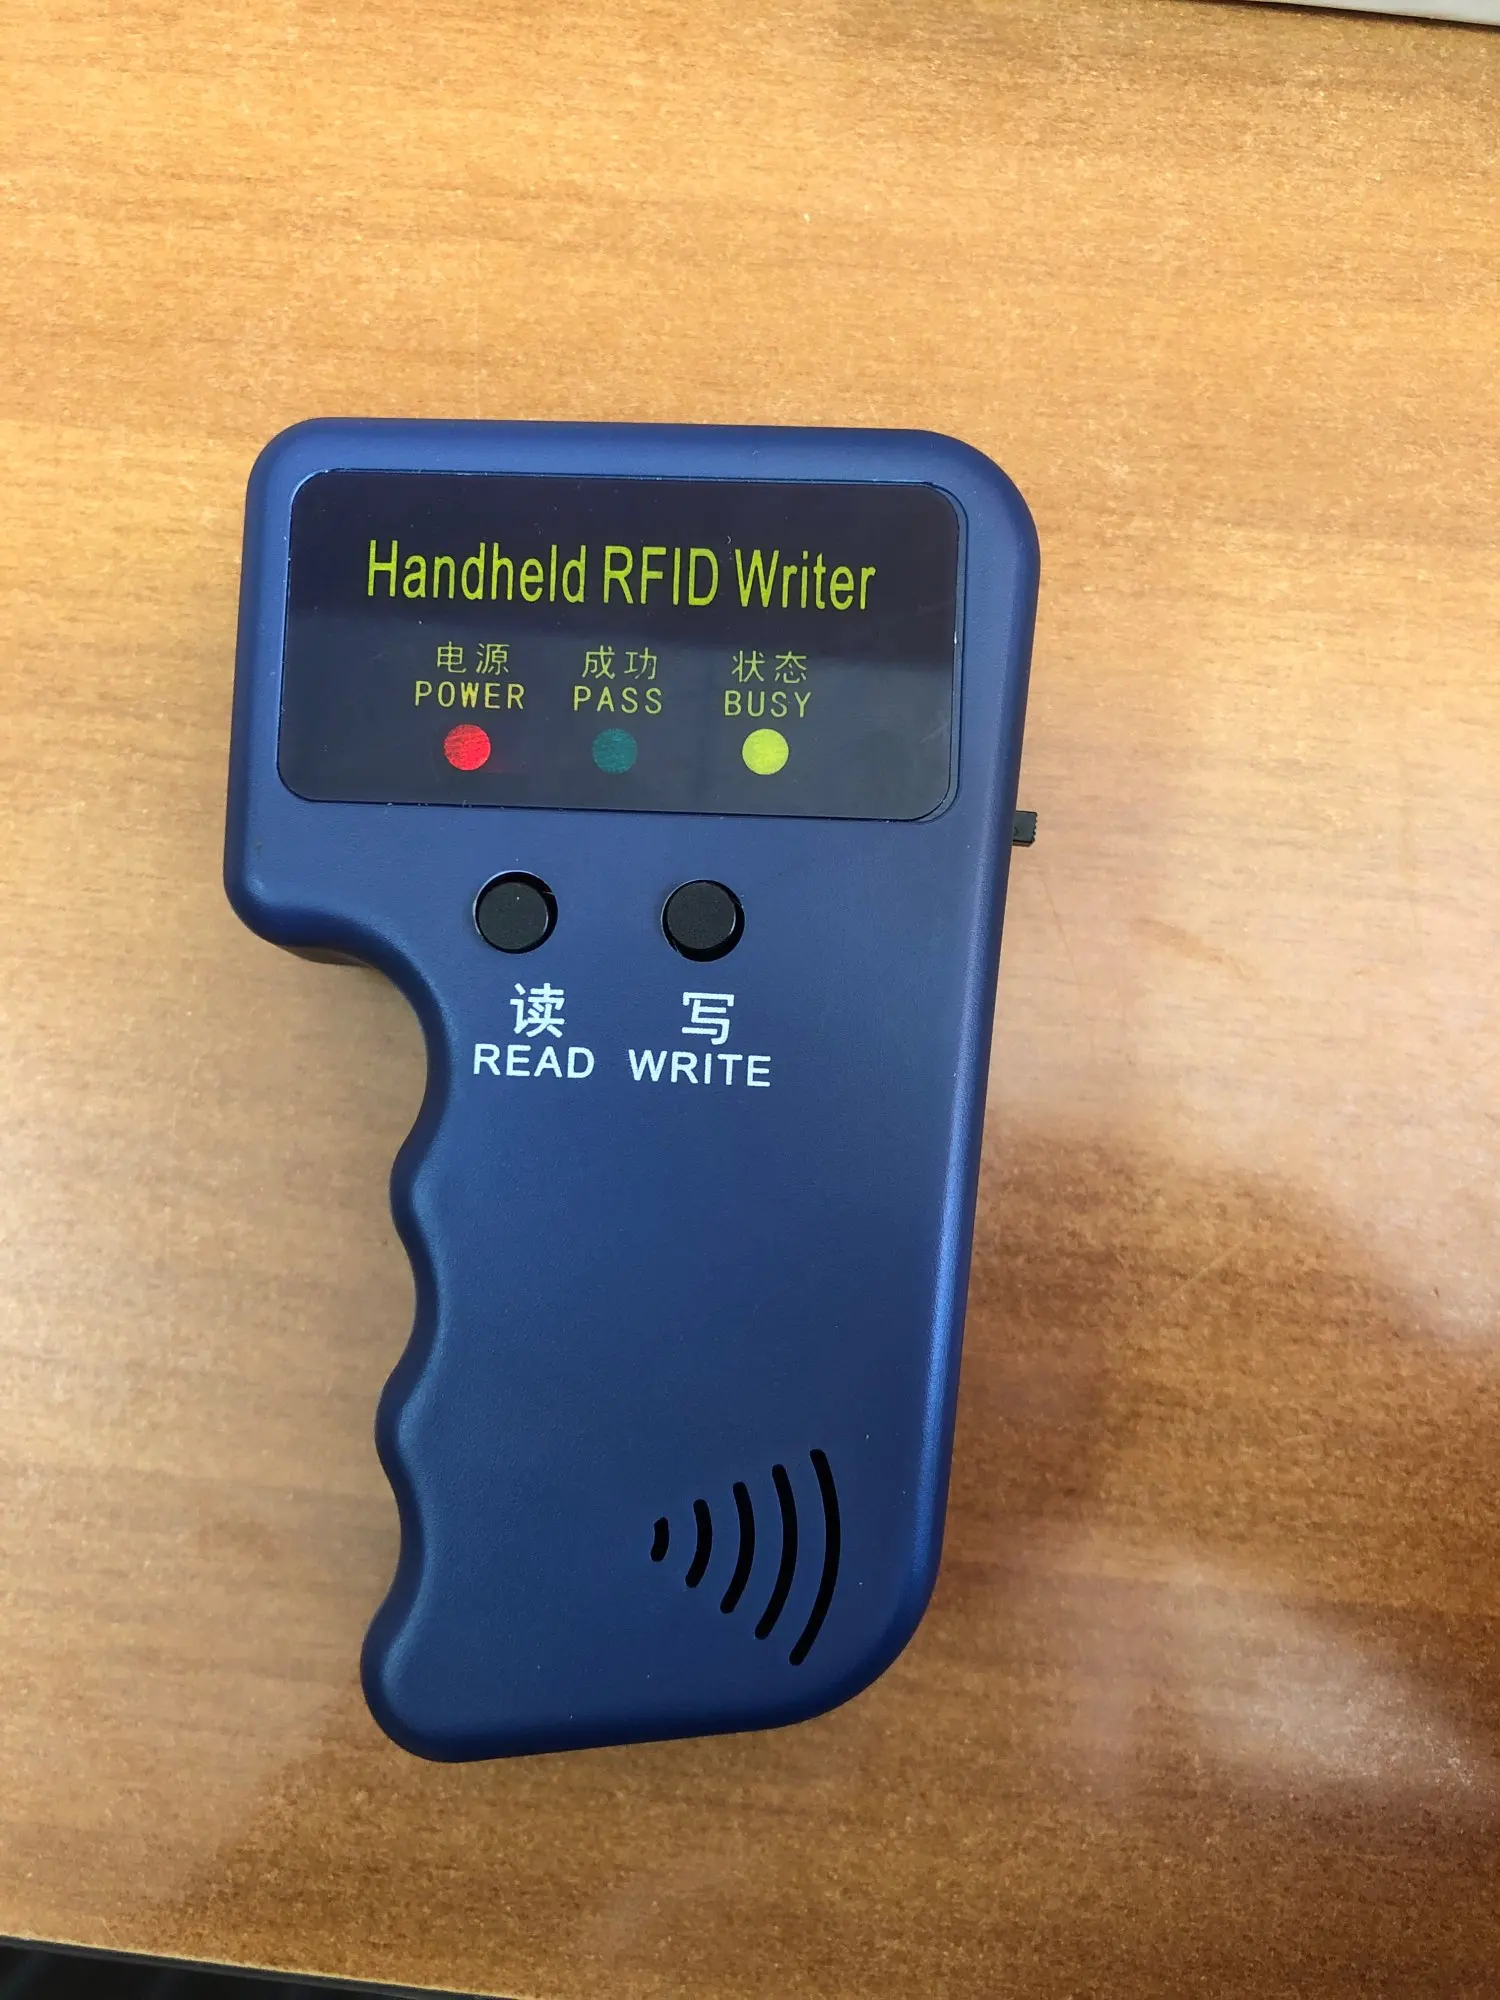 Handheld RFID Writer
电源 成功 状态
POWER PASS BUSY
读 写
READ WRITE